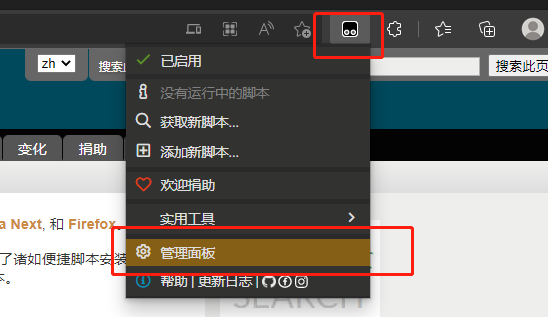 zh
搜索
搜索此页
已启用
没有运行中的脚本
获取新脚本...
添加新脚本...
变化
捐助
欢迎捐助
实用工具
a Next, 和 Firefox.
管理面板
了诸如便捷脚本安装
本。
帮助 | 更新日志 |
SEARCH